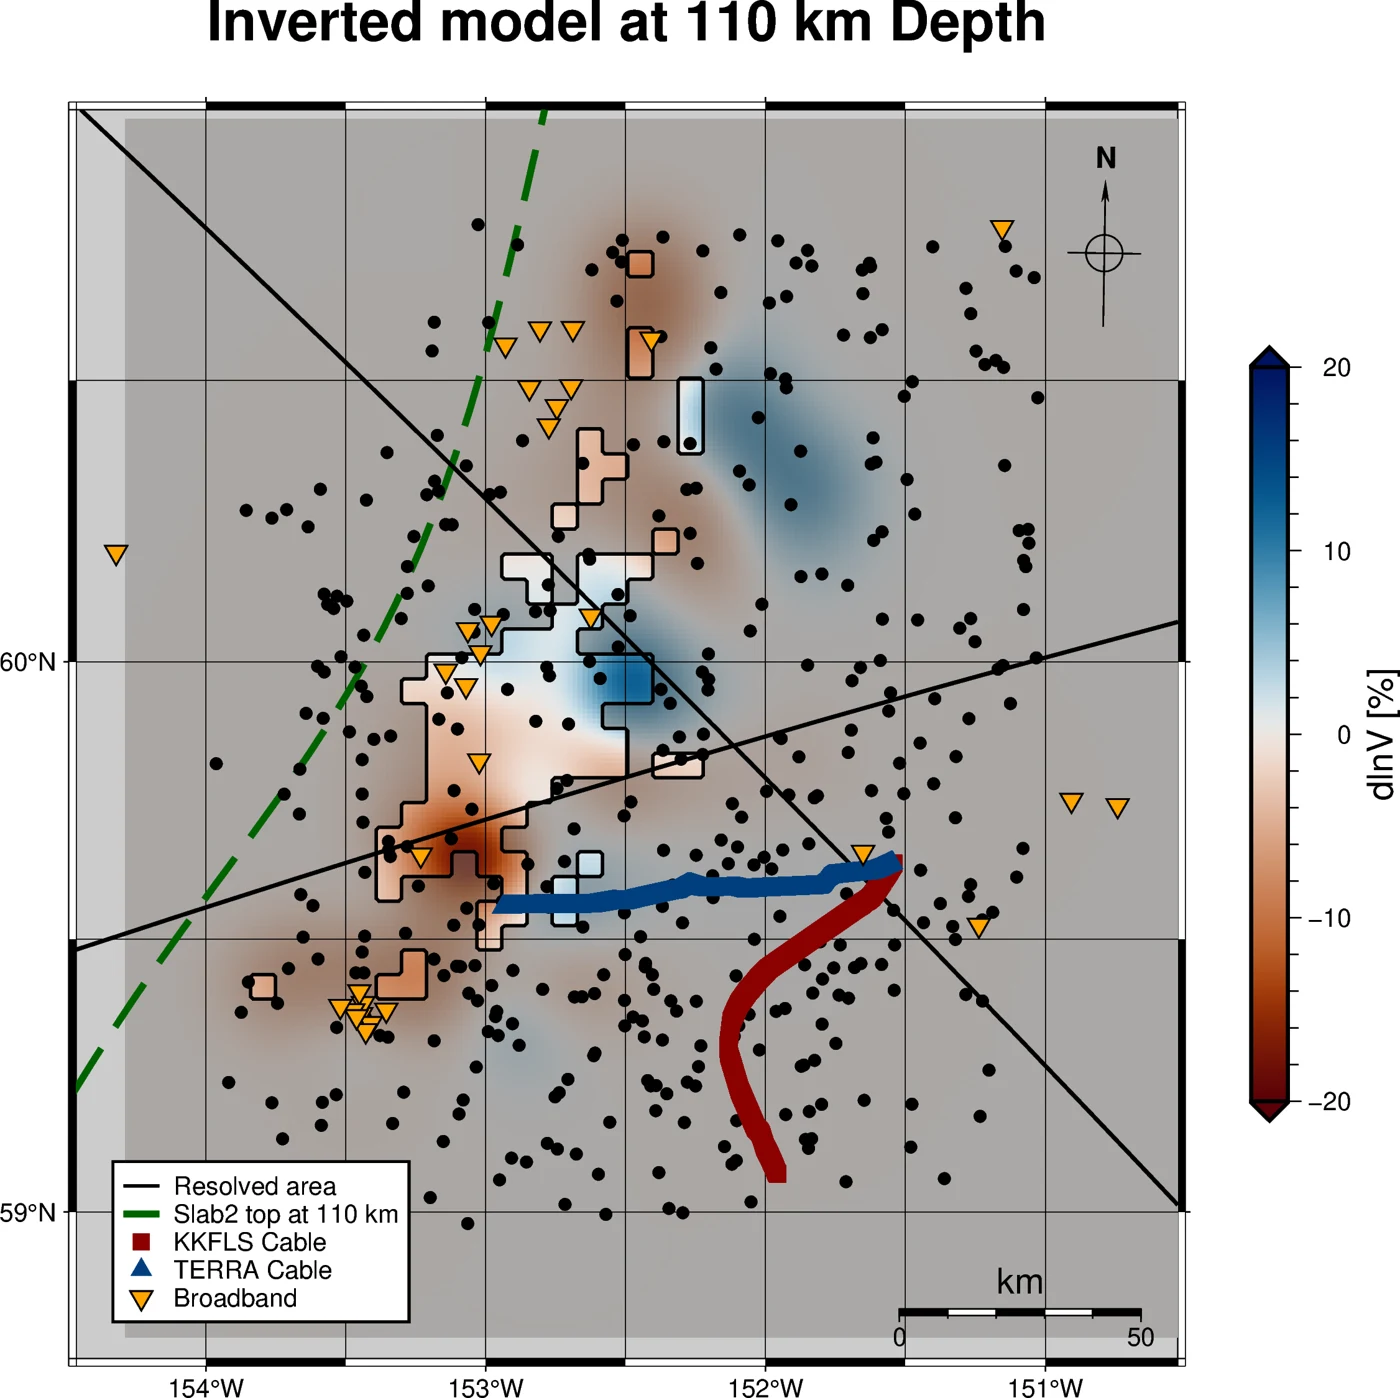 Inverted model at 110 km Depth
N
20
10
0
−10
−20
dlnV [%]
60°N
59°N
Resolved area
Slab2 top at 110 km
KKFLS Cable
TERRA Cable
Broadband
km
0 50
154°W 153°W 152°W 151°W